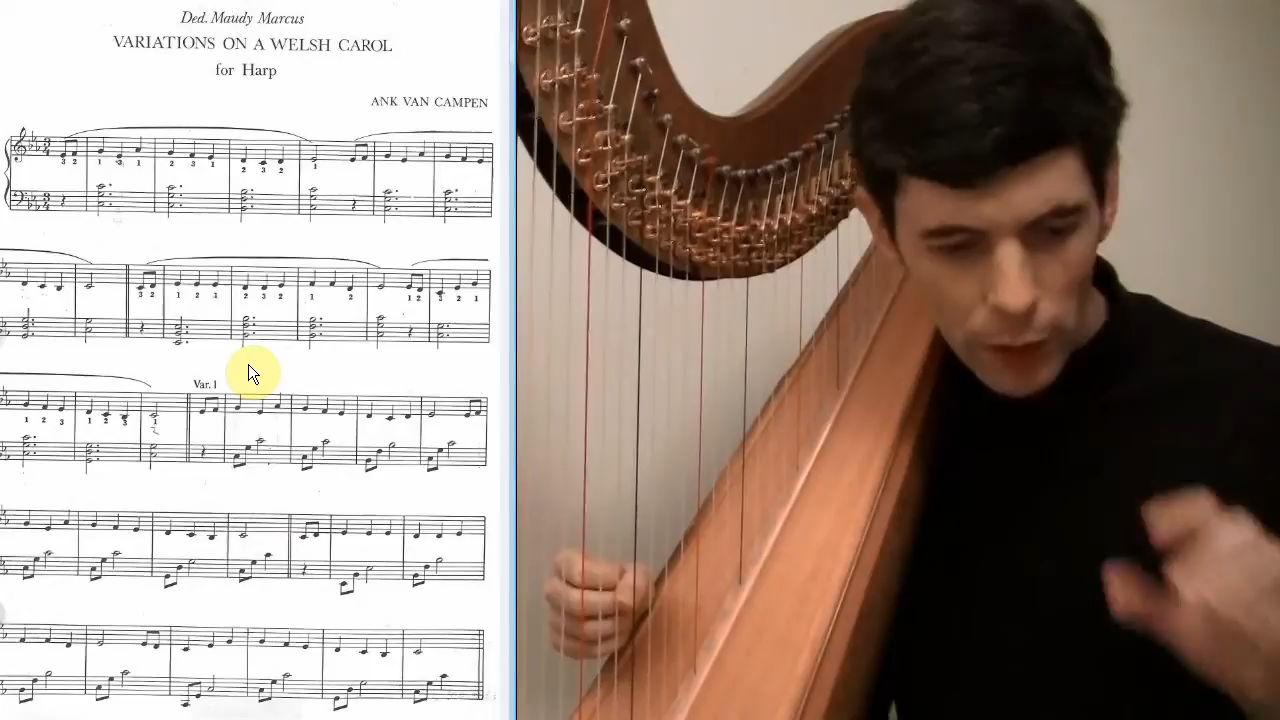 Ded. Maudy Marcus
VARIATIONS ON A WELSH CAROL
for Harp
ANK VAN CAMPEN
Var. 1